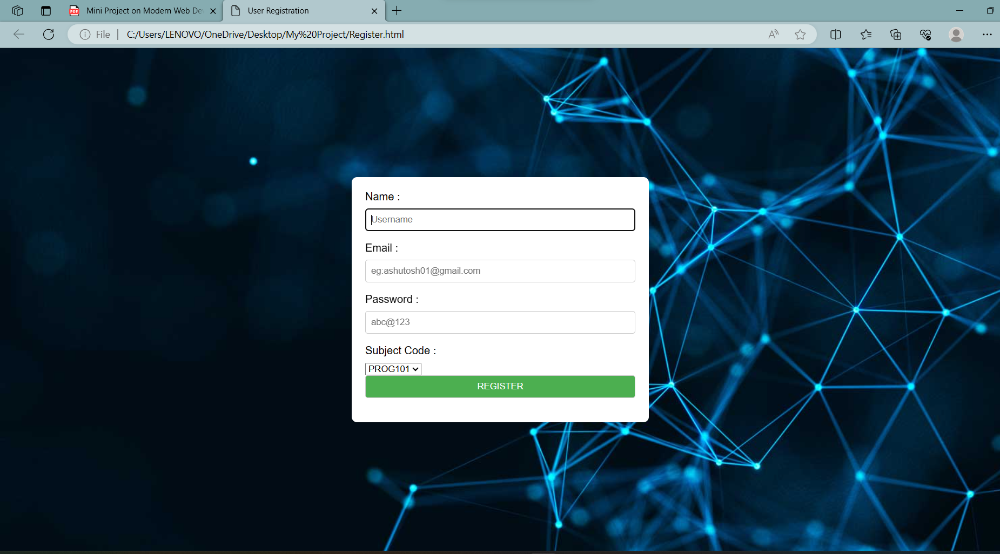 Mini Project on Modern Web De
User Registration
File
C:/Users/LENOVO/OneDrive/Desktop/My%20Project/Register.html
Name :
Username
Email :
eg:ashutosh01@gmail.com
Password :
abc@123
Subject Code :
PROG101
REGISTER